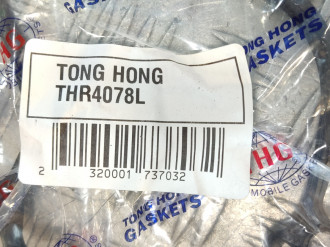 TONG HONG
GASKETS
TONG HONG
THR4078L
2 320001 737032
TONG HONG
GASKETS